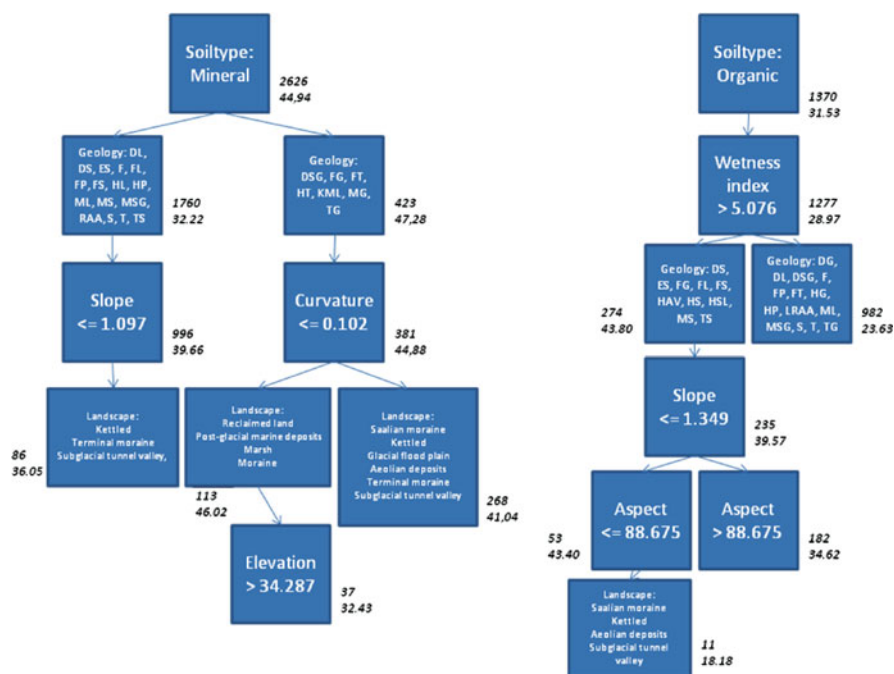 Soiltype:
Mineral
2626
44,94
Geology: DL,
DS, ES, F, FL,
FP, FS, HL, HP,
ML, MS, MSG,
RAA, S, T, TS
1760
32.22
Geology:
DSG, FG, FT,
HT, KML, MG,
TG
423
47,28
Slope
<= 1.097
996
39.66
Curvature
<= 0.102
381
44,88
Landscape:
Kettled
Terminal moraine
Subglacial tunnel valley,
86
36.05
Landscape:
Reclaimed land
Post-glacial marine deposits
Marsh
Moraine
113
46.02
Landscape:
Saalian moraine
Kettled
Glacial flood plain
Aeolian deposits
Terminal moraine
Subglacial tunnel valley
268
41,04
Elevation
> 34.287
37
32.43
Soiltype:
Organic
1370
31.53
Wetness
index
> 5.076
1277
28.97
Geology: DS,
ES, FG, FL, FS,
HAV, HS, HSL,
MS, TS
274
43.80
Geology: DG,
DL, DSG, F,
FP, FT, HG,
HP, LRAA, ML,
MSG, S, T, TG
982
23.63
Slope
<= 1.349
235
39.57
Aspect
<= 88.675
53
43.40
Aspect
> 88.675
182
34.62
Landscape:
Saalian moraine
Kettled
Aeolian deposits
Subglacial tunnel
valley
11
18.18